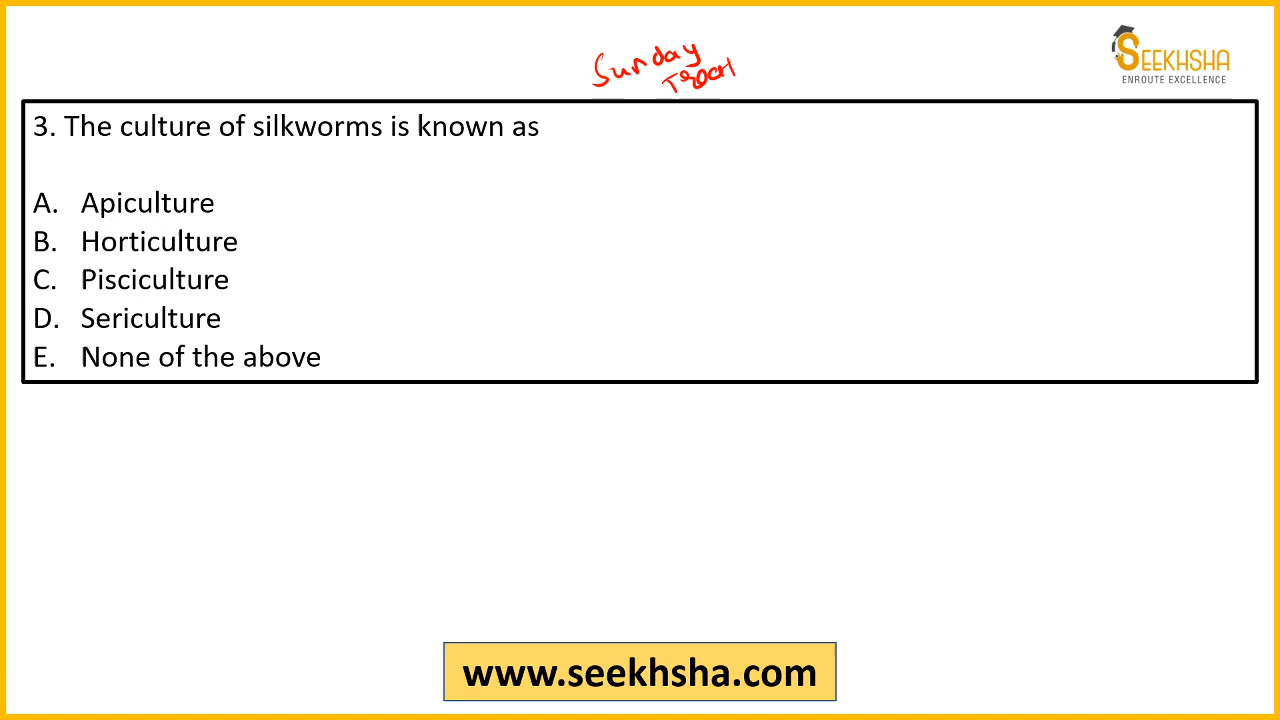 Sunday
SEEKHSHA
ENROUTE EXCELLENCE
3. The culture of silkworms is known as
A. Apiculture
B. Horticulture
C. Pisciculture
D. Sericulture
E. None of the above
www.seekhsha.com